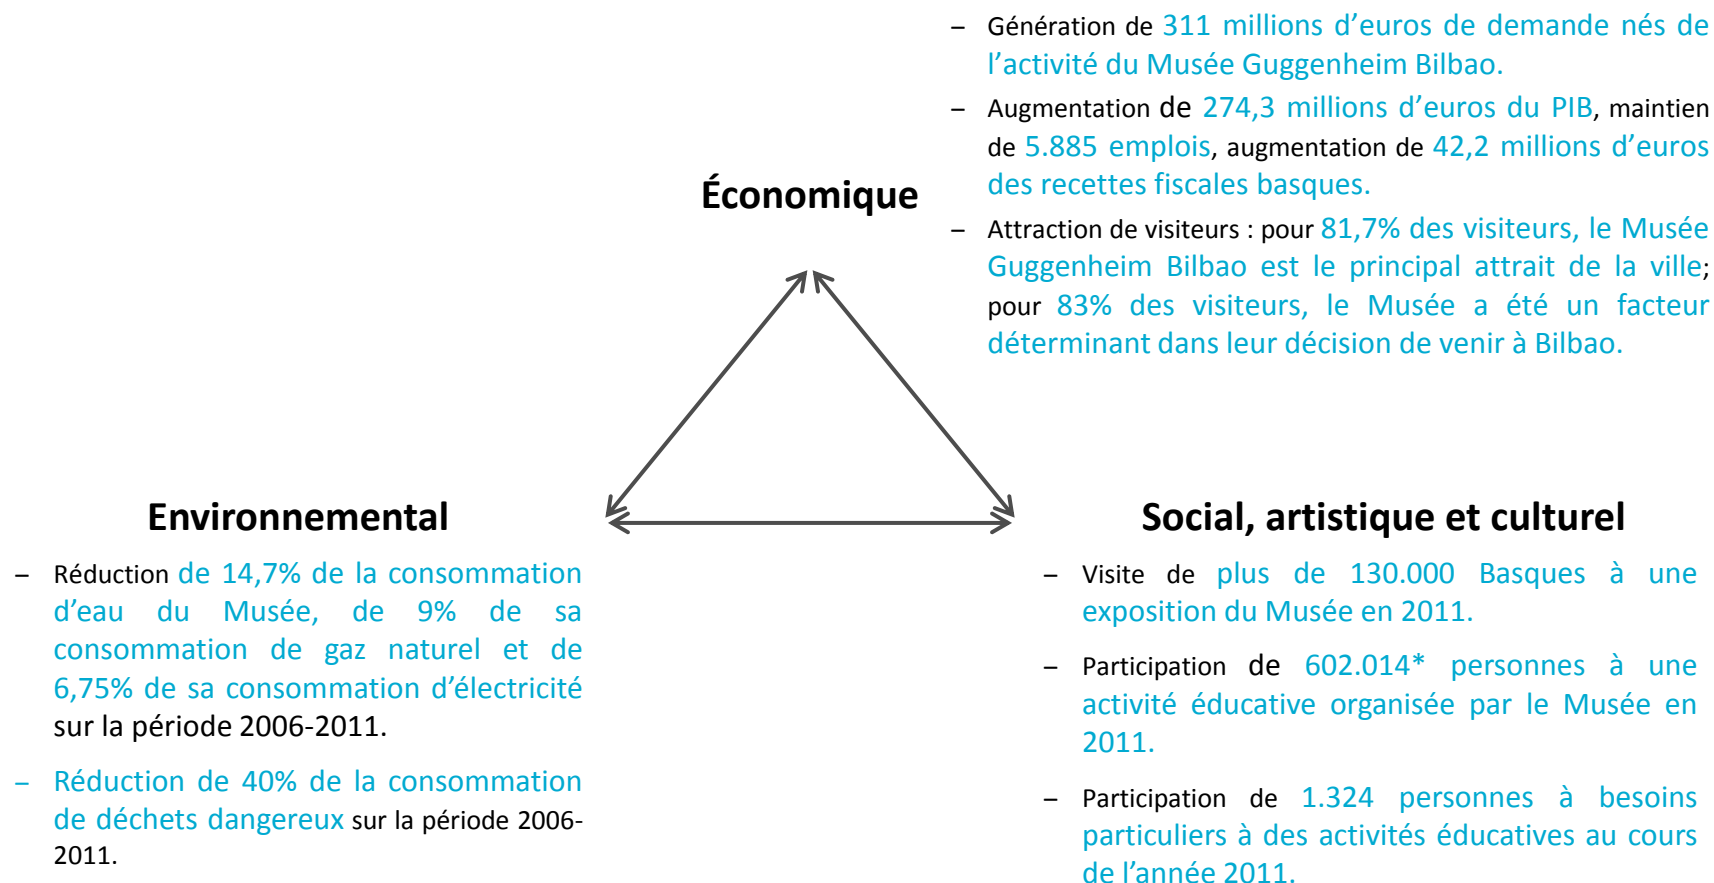 – Génération de 311 millions d’euros de demande nés de
l’activité du Musée Guggenheim Bilbao.
– Augmentation de 274,3 millions d’euros du PIB, maintien
de 5.885 emplois, augmentation de 42,2 millions d’euros
des recettes fiscales basques.
– Attraction de visiteurs : pour 81,7% des visiteurs, le Musée
Guggenheim Bilbao est le principal attrait de la ville;
pour 83% des visiteurs, le Musée a été un facteur
déterminant dans leur décision de venir à Bilbao.
Économique
Environnemental
– Réduction de 14,7% de la consommation
d’eau du Musée, de 9% de sa
consommation de gaz naturel et de
6,75% de sa consommation d’électricité
sur la période 2006-2011.
– Réduction de 40% de la consommation
de déchets dangereux sur la période 2006-
2011.
Social, artistique et culturel
– Visite de plus de 130.000 Basques à une
exposition du Musée en 2011.
– Participation de 602.014* personnes à une
activité éducative organisée par le Musée en
2011.
– Participation de 1.324 personnes à besoins
particuliers à des activités éducatives au cours
de l’année 2011.